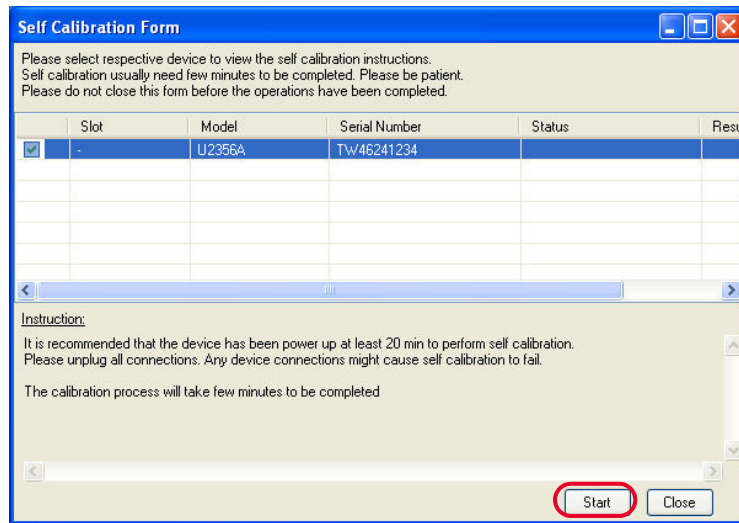 Self Calibration Form
Please select respective device to view the self calibration instructions.
Self calibration usually need few minutes to be completed. Please be patient.
Please do not close this form before the operations have been completed.
Slot Model Serial Number Status Resu
- U2356A TW46241234
Instruction:
It is recommended that the device has been power up at least 20 min to perform self calibration.
Please unplug all connections. Any device connections might cause self calibration to fail.
The calibration process will take few minutes to be completed
Start Close